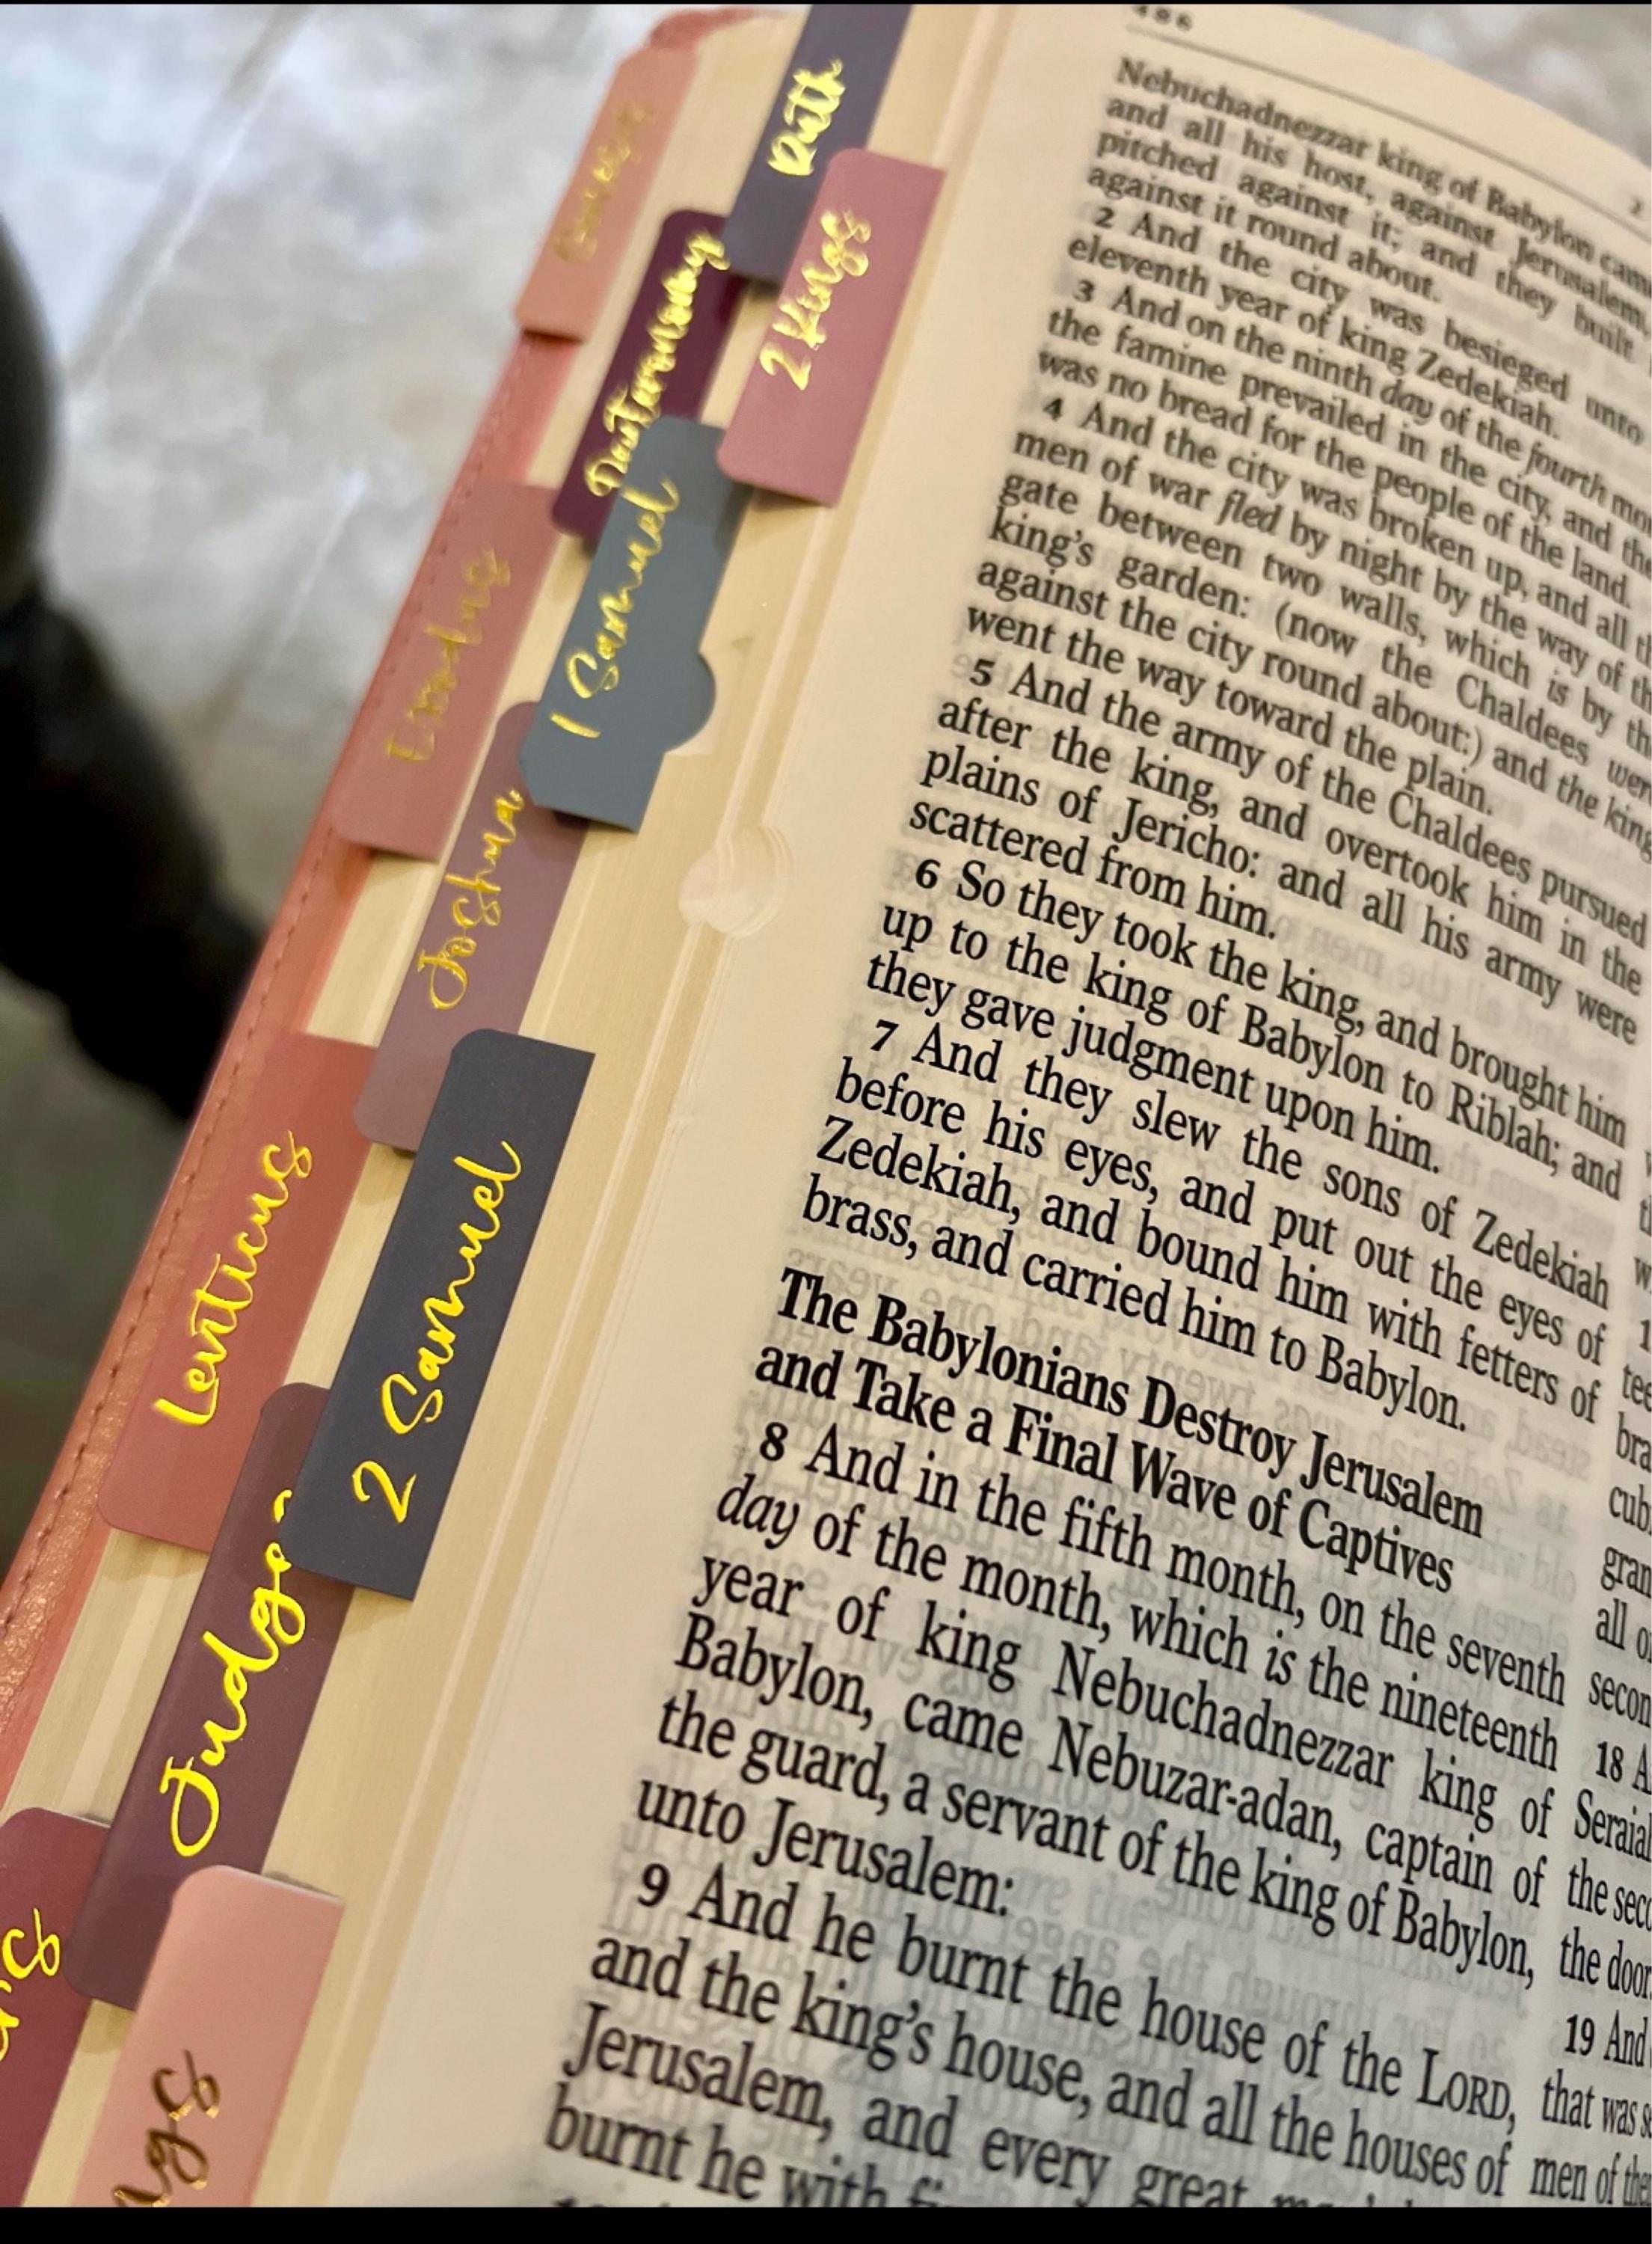 Ruth
2 Kings
Deuteronomy
1 Samuel
Exodus
Joshua
Leviticus
2 Samuel
Judge
486
Nebuchadnezzar king of Babylon came
and all his host, against Jerusalem,
pitched against it; and they built
against it round about.
2 And the city was besieged unto
eleventh year of king Zedekiah.
3 And on the ninth day of the fourth
the famine prevailed in the city, and
was no bread for the people of the land.
4 And the city was broken up, and all
men of war fled by night by the way of
gate between two walls, which is by
king's garden: (now the Chaldees were
against the city round about:) and the king
went the way toward the plain.
5 And the army of the Chaldees pursued
after the king, and overtook him in the
plains of Jericho: and all his army were
scattered from him.
6 So they took the king, and brought him
up to the king of Babylon to Riblah; and
they gave judgment upon him.
7 And they slew the sons of Zedekiah
before his eyes, and put out the eyes of
Zedekiah, and bound him with fetters of
brass, and carried him to Babylon.
The Babylonians Destroy Jerusalem
and Take a Final Wave of Captives
8 And in the fifth month, on the seventh
day of the month, which is the nineteenth
year of king Nebuchadnezzar king of
Babylon, came Nebuzar-adan, captain of
the guard, a servant of the king of Babylon,
unto Jerusalem:
9 And he burnt the house of the LORD,
and the king's house, and all the houses of
Jerusalem, and every great
burnt he with
all
18
the
the door
19 And
that was
men of